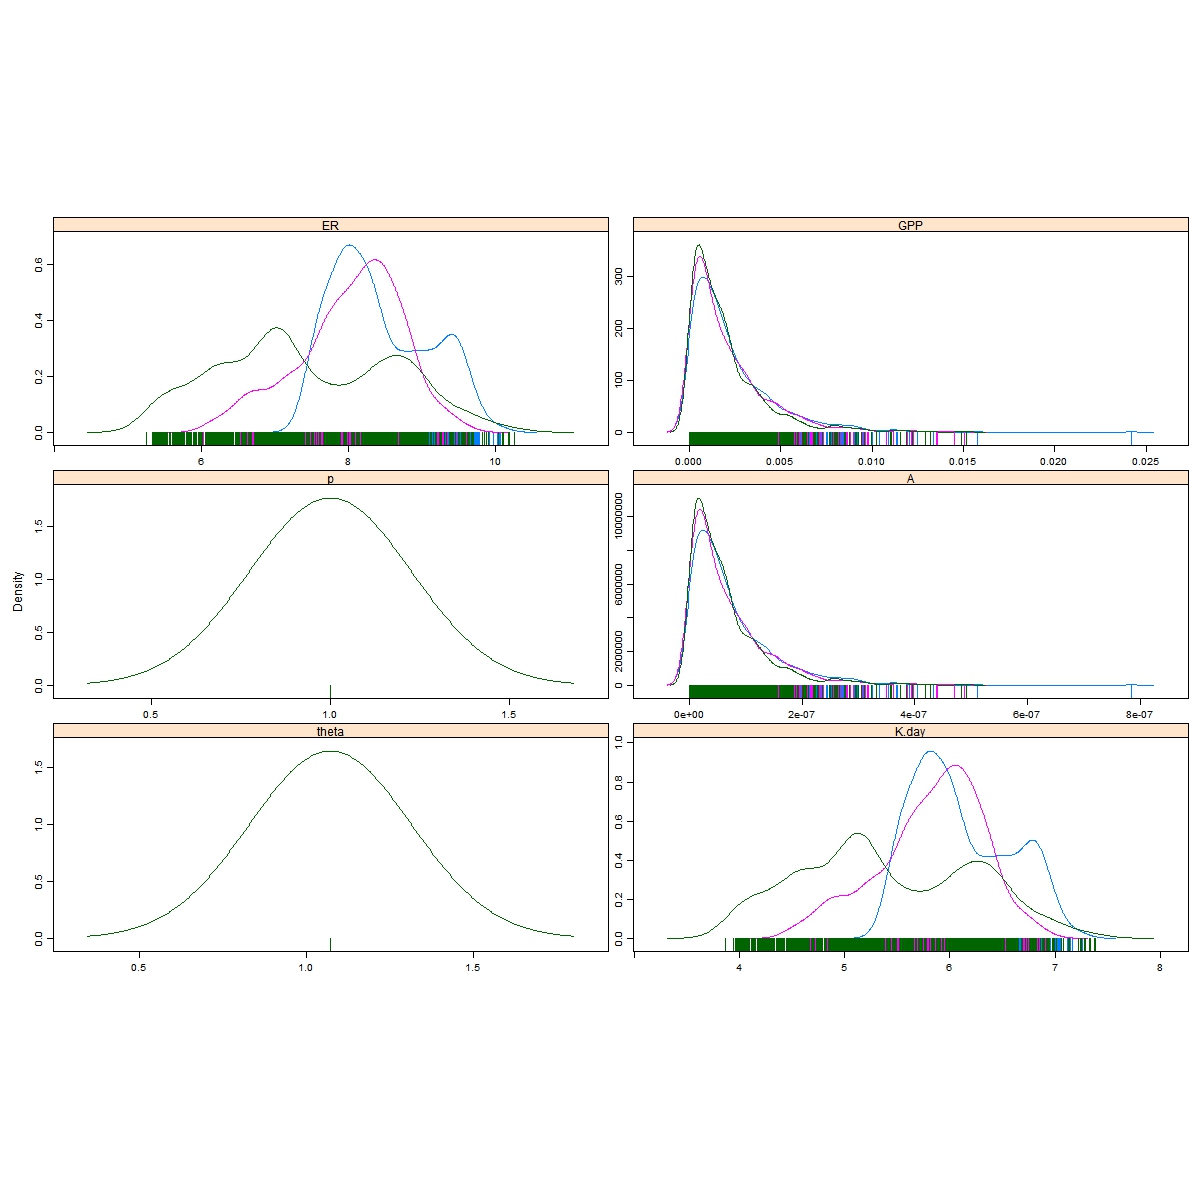 ER
0.0 0.2 0.4 0.6
6 8 10
GPP
0 100 200 300
0.000 0.005 0.010 0.015 0.020 0.025
p
0.0 0.5 1.0 1.5
0.5 1.0 1.5
A
0 2000000 6000000 10000000
0e+00 2e-07 4e-07 6e-07 8e-07
Density
theta
0.0 0.5 1.0 1.5
0.5 1.0 1.5
K.day
0.0 0.2 0.4 0.6 0.8 1.0
4 5 6 7 8